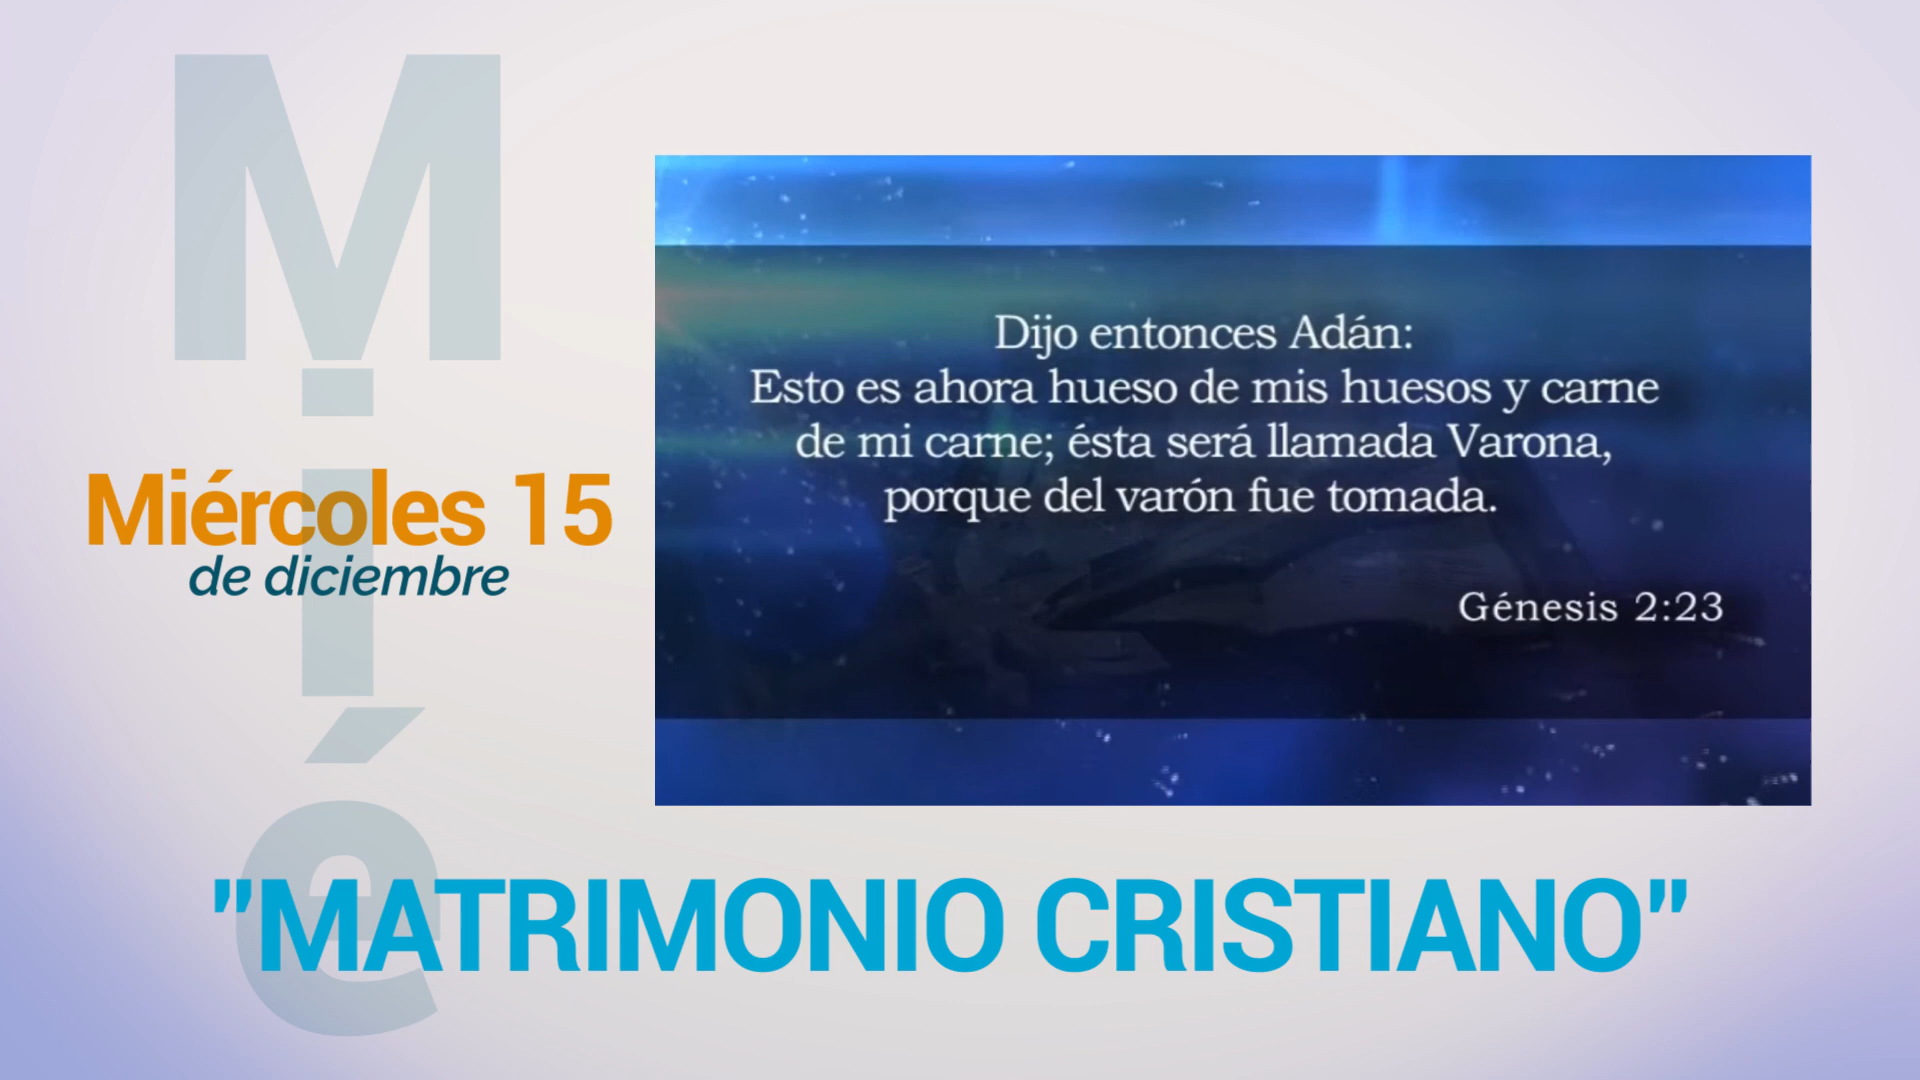 Mié
Miércoles 15
de diciembre
Dijo entonces Adán:
Esto es ahora hueso de mis huesos y carne
de mi carne; ésta será llamada Varona,
porque del varón fue tomada.
Génesis 2:23
"MATRIMONIO CRISTIANO"